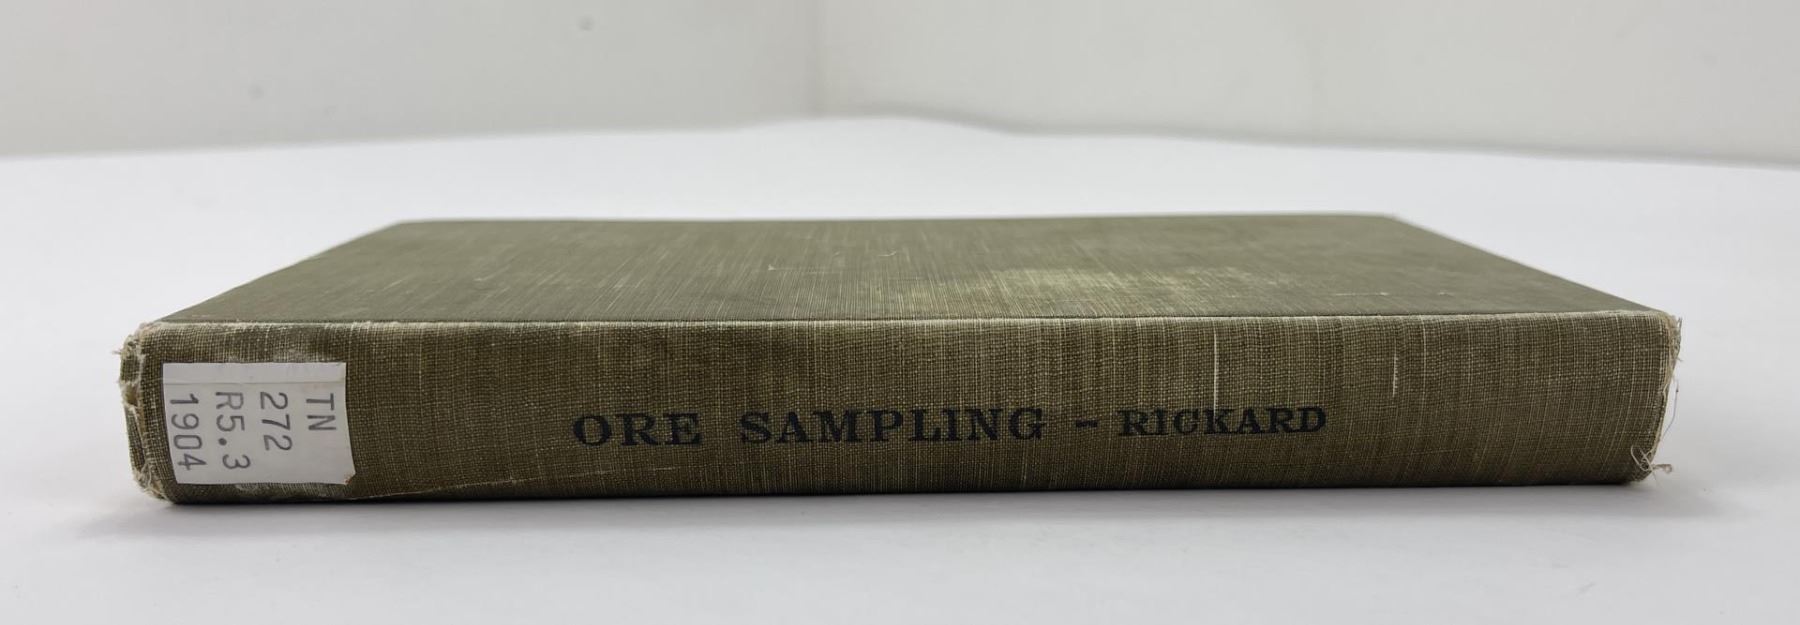 TN
272
R5.3
1904
ORE SAMPLING - RICKARD